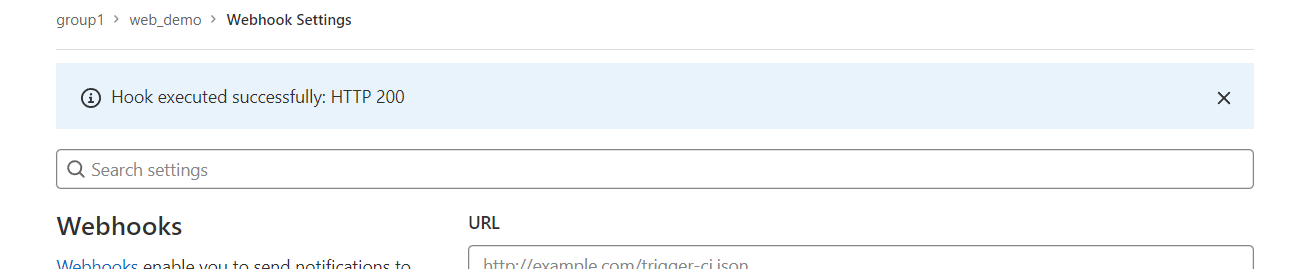 group1 > web_demo > Webhook Settings
Hook executed successfully: HTTP 200
Search settings
Webhooks
URL
Webhooks enable you to send notifications to
http://example.com/trigger-ci.json